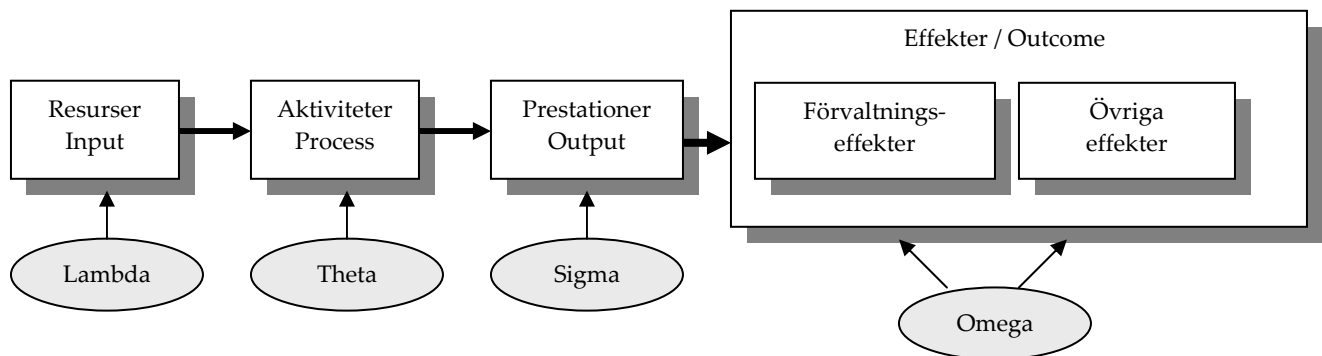 Effekter / Outcome
Resurser
Input
Aktiviteter
Process
Prestationer
Output
Förvaltnings-
effekter
Övriga
effekter
Lambda
Theta
Sigma
Omega